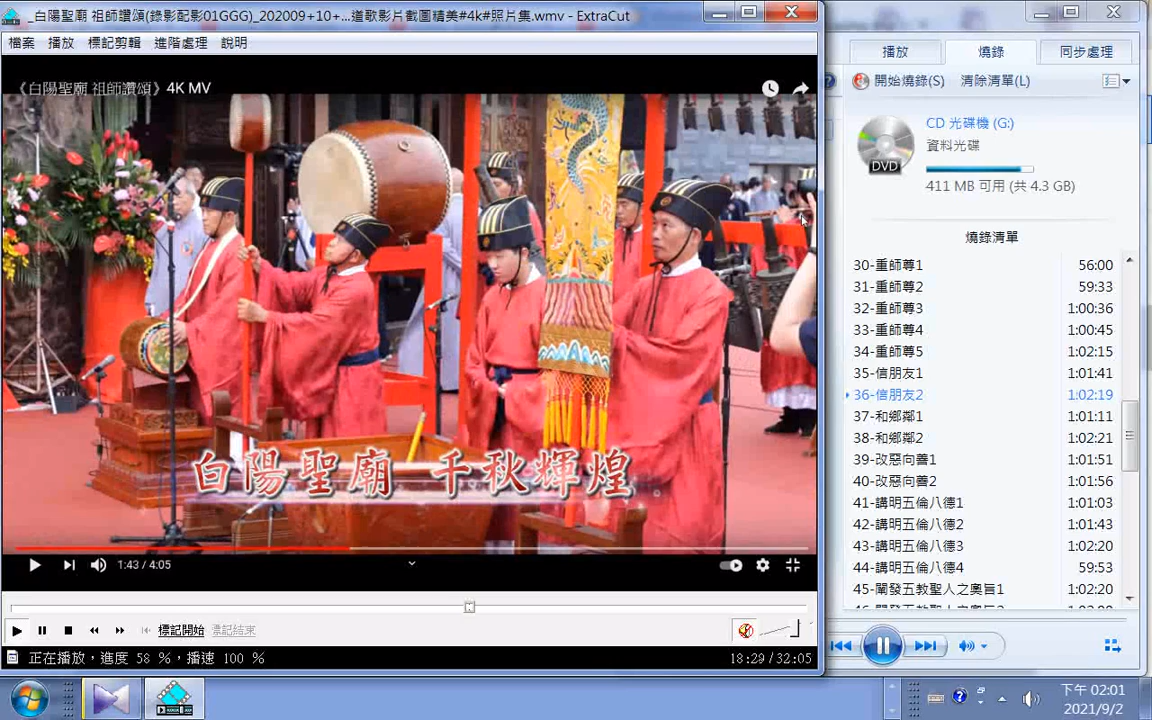 _白陽聖廟 祖師讚頌(錄影配影01GGG)_202009+10+...道歌影片截圖精美#4k#照片集.wmv - ExtraCut
檔案 播放 標記剪輯 進階處理 說明
《白陽聖廟 祖師讚頌》4K MV
白陽聖廟 千秋輝煌
1:43 / 4:05
標記開始 標記結束
正在播放，進度 58 %，播速 100 %
18:29 / 32:05
播放 燒錄 同步處理
開始燒錄(S) 清除清單(L)
CD 光碟機 (G:)
資料光碟
DVD
411 MB 可用 (共 4.3 GB)
燒錄清單
30-重師尊1 56:00
31-重師尊2 59:33
32-重師尊3 1:00:36
33-重師尊4 1:00:45
34-重師尊5 1:02:15
35-信朋友1 1:01:41
36-信朋友2 1:02:19
37-和鄉鄰1 1:01:11
38-和鄉鄰2 1:02:21
39-改惡向善1 1:01:51
40-改惡向善2 1:01:56
41-講明五倫八德1 1:01:03
42-講明五倫八德2 1:01:43
43-講明五倫八德3 1:02:20
44-講明五倫八德4 59:53
45-闡發五教聖人之奧旨1 1:02:20
下午 02:01
2021/9/2